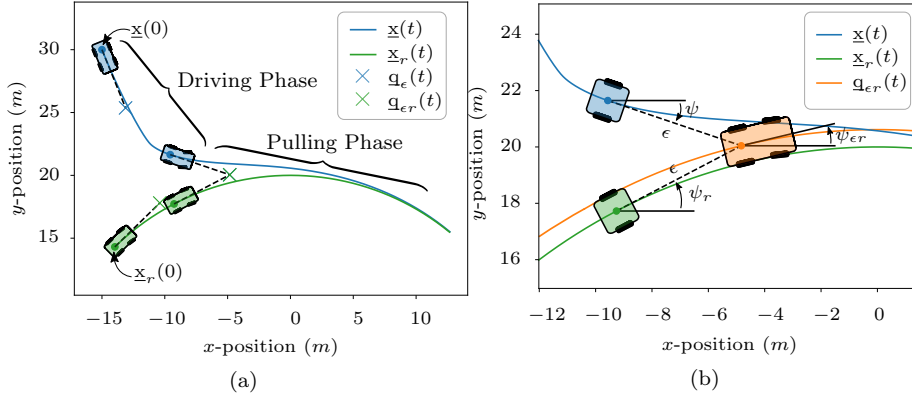 x(0)
x(t)
x_r(t)
q_ϵ(t)
q_ϵr(t)
Driving Phase
Pulling Phase
x_r(0)
30
25
20
15
−15
−10
−5
0
5
10
y-position (m)
x-position (m)
(a)
x(t)
x_r(t)
q_ϵr(t)
ψ
ϵ
ψ_ϵr
ϵ
ψ_r
24
22
20
18
16
−12
−10
−8
−6
−4
−2
0
y-position (m)
x-position (m)
(b)